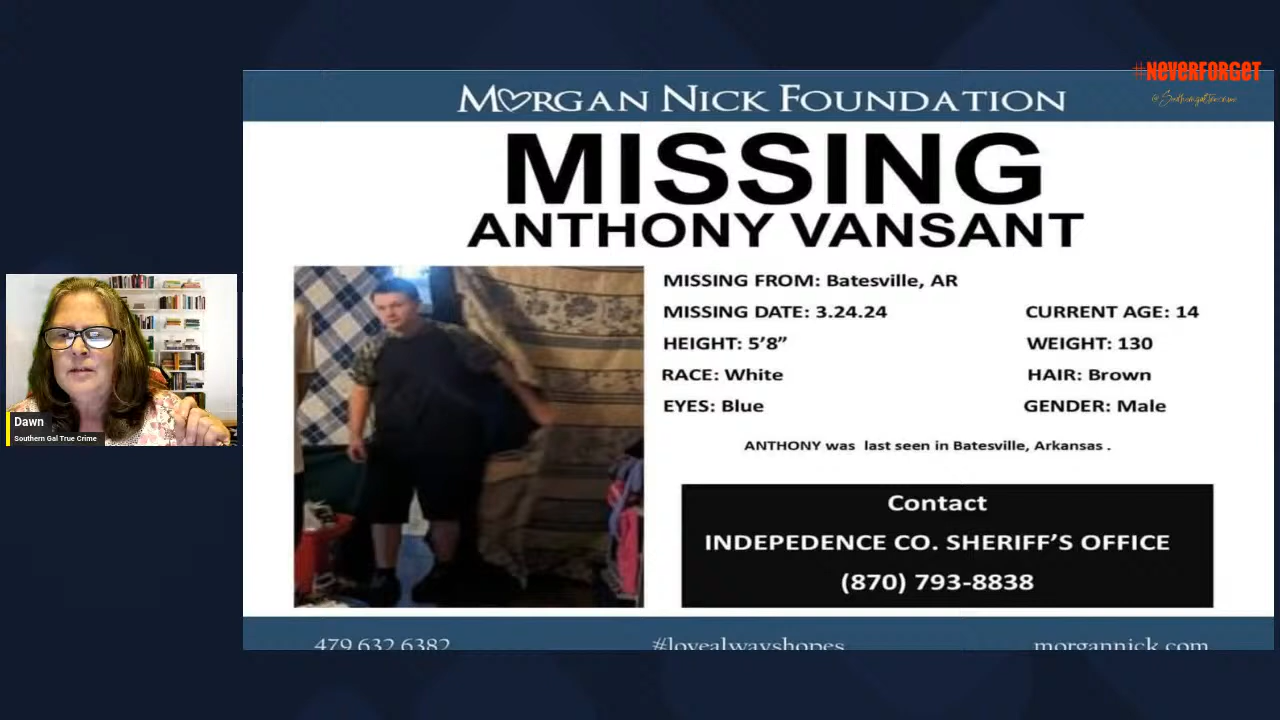 #NEVERFORGET
MORGAN NICK FOUNDATION
MISSING
ANTHONY VANSANT
MISSING FROM: Batesville, AR
MISSING DATE: 3.24.24 CURRENT AGE: 14
HEIGHT: 5'8” WEIGHT: 130
RACE: White HAIR: Brown
EYES: Blue GENDER: Male
ANTHONY was last seen in Batesville, Arkansas .
Contact
INDEPEDENCE CO. SHERIFF'S OFFICE
(870) 793-8838
479.632.6382 #lovealwayshopes morgannick.com
Dawn
Southern Gal True Crime